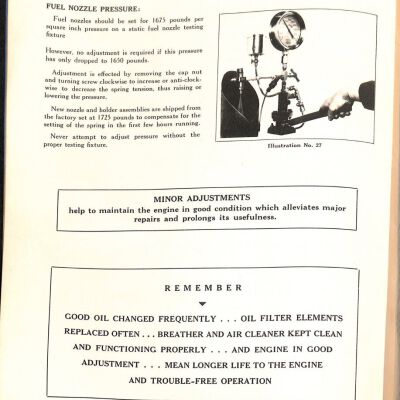 FUEL NOZZLE PRESSURE:
Fuel nozzles should be set for 1675 pounds per
square inch pressure on a static fuel nozzle testing
fixture
However, no adjustment is required if this pressure
has only dropped to 1650 pounds.
Adjustment is effected by removing the cap nut
and turning screw clockwise to increase or anti-clock-
wise to decrease the spring tension, thus raising or
lowering the pressure.
New nozzle and holder assemblies are shipped from
the factory set at 1725 pounds to compensate for the
setting of the spring in the first few hours running.
Never attempt to adjust pressure without the
proper testing fixture.
Illustration No. 27
MINOR ADJUSTMENTS
help to maintain the engine in good condition which alleviates major
repairs and prolongs its usefulness.
REMEMBER
GOOD OIL CHANGED FREQUENTLY . . . OIL FILTER ELEMENTS
REPLACED OFTEN . . . BREATHER AND AIR CLEANER KEPT CLEAN
AND FUNCTIONING PROPERLY . . . AND ENGINE IN GOOD
ADJUSTMENT . . . MEAN LONGER LIFE TO THE ENGINE
AND TROUBLE-FREE OPERATION